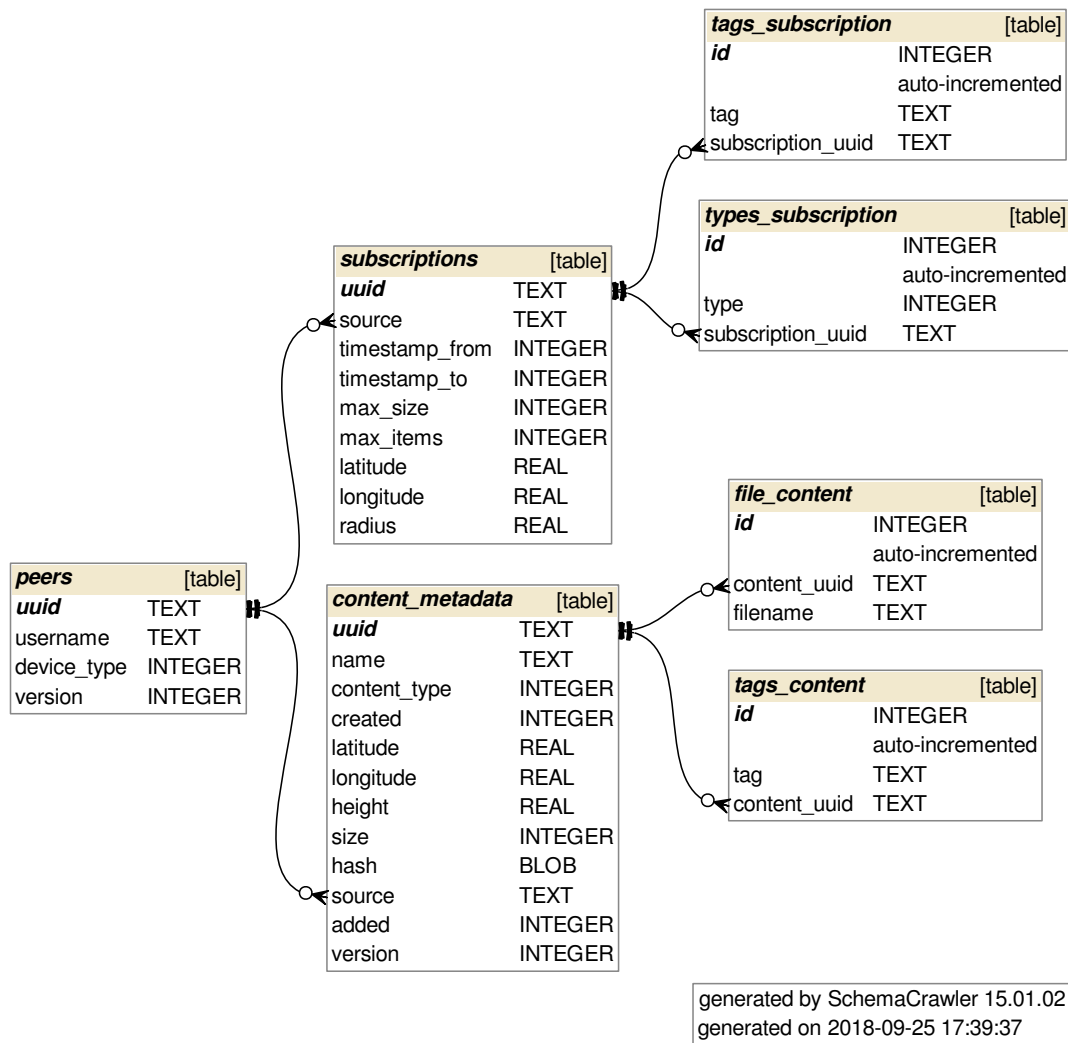 tags_subscription [table]
id INTEGER
auto-incremented
tag TEXT
subscription_uuid TEXT
types_subscription [table]
id INTEGER
auto-incremented
type INTEGER
subscription_uuid TEXT
subscriptions [table]
uuid TEXT
source TEXT
timestamp_from INTEGER
timestamp_to INTEGER
max_size INTEGER
max_items INTEGER
latitude REAL
longitude REAL
radius REAL
file_content [table]
id INTEGER
auto-incremented
content_uuid TEXT
filename TEXT
peers [table]
uuid TEXT
username TEXT
device_type INTEGER
version INTEGER
content_metadata [table]
uuid TEXT
name TEXT
content_type INTEGER
created INTEGER
latitude REAL
longitude REAL
height REAL
size INTEGER
hash BLOB
source TEXT
added INTEGER
version INTEGER
tags_content [table]
id INTEGER
auto-incremented
tag TEXT
content_uuid TEXT
generated by SchemaCrawler 15.01.02
generated on 2018-09-25 17:39:37